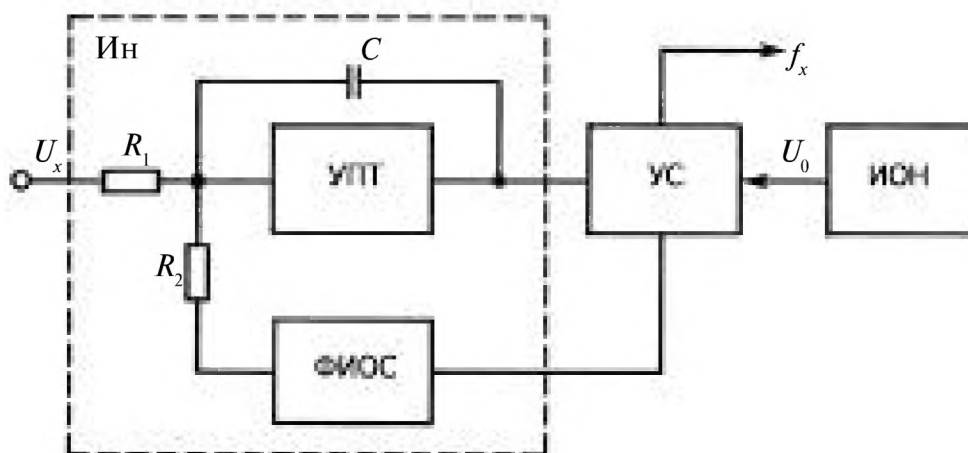 Ин
C
f_x
U_x
R_1
УПТ
УС
U_0
ИОН
R_2
ФИОС